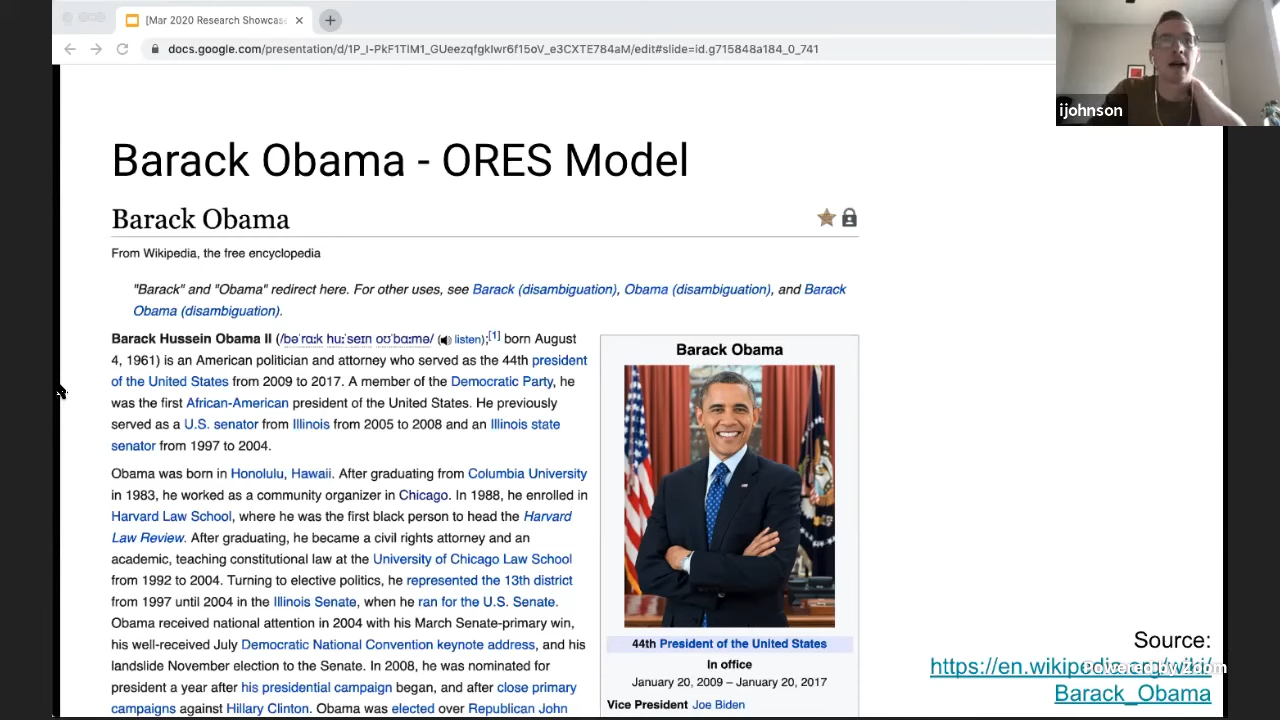 [Mar 2020 Research Showcase
docs.google.com/presentation/d/1P_I-PkF1TIM1_GUeezqfgkIwr6f15oV_e3CXTE784aM/edit#slide=id.g715848a184_0_741
ijohnson
Barack Obama - ORES Model
Barack Obama
From Wikipedia, the free encyclopedia
"Barack" and "Obama" redirect here. For other uses, see Barack (disambiguation), Obama (disambiguation), and Barack
Obama (disambiguation).
Barack Hussein Obama II (/bəˈrɑːk huːˈseɪn oʊˈbɑːmə/ (listen);[1] born August
4, 1961) is an American politician and attorney who served as the 44th president
of the United States from 2009 to 2017. A member of the Democratic Party, he
was the first African-American president of the United States. He previously
served as a U.S. senator from Illinois from 2005 to 2008 and an Illinois state
senator from 1997 to 2004.
Obama was born in Honolulu, Hawaii. After graduating from Columbia University
in 1983, he worked as a community organizer in Chicago. In 1988, he enrolled in
Harvard Law School, where he was the first black person to head the Harvard
Law Review. After graduating, he became a civil rights attorney and an
academic, teaching constitutional law at the University of Chicago Law School
from 1992 to 2004. Turning to elective politics, he represented the 13th district
from 1997 until 2004 in the Illinois Senate, when he ran for the U.S. Senate.
Obama received national attention in 2004 with his March Senate-primary win,
his well-received July Democratic National Convention keynote address, and his
landslide November election to the Senate. In 2008, he was nominated for
president a year after his presidential campaign began, and after close primary
campaigns against Hillary Clinton. Obama was elected over Republican John
Barack Obama
44th President of the United States
In office
January 20, 2009 – January 20, 2017
Vice President Joe Biden
Source:
https://en.wikipedia.org/wiki/
Barack_Obama
Powered by Zoom